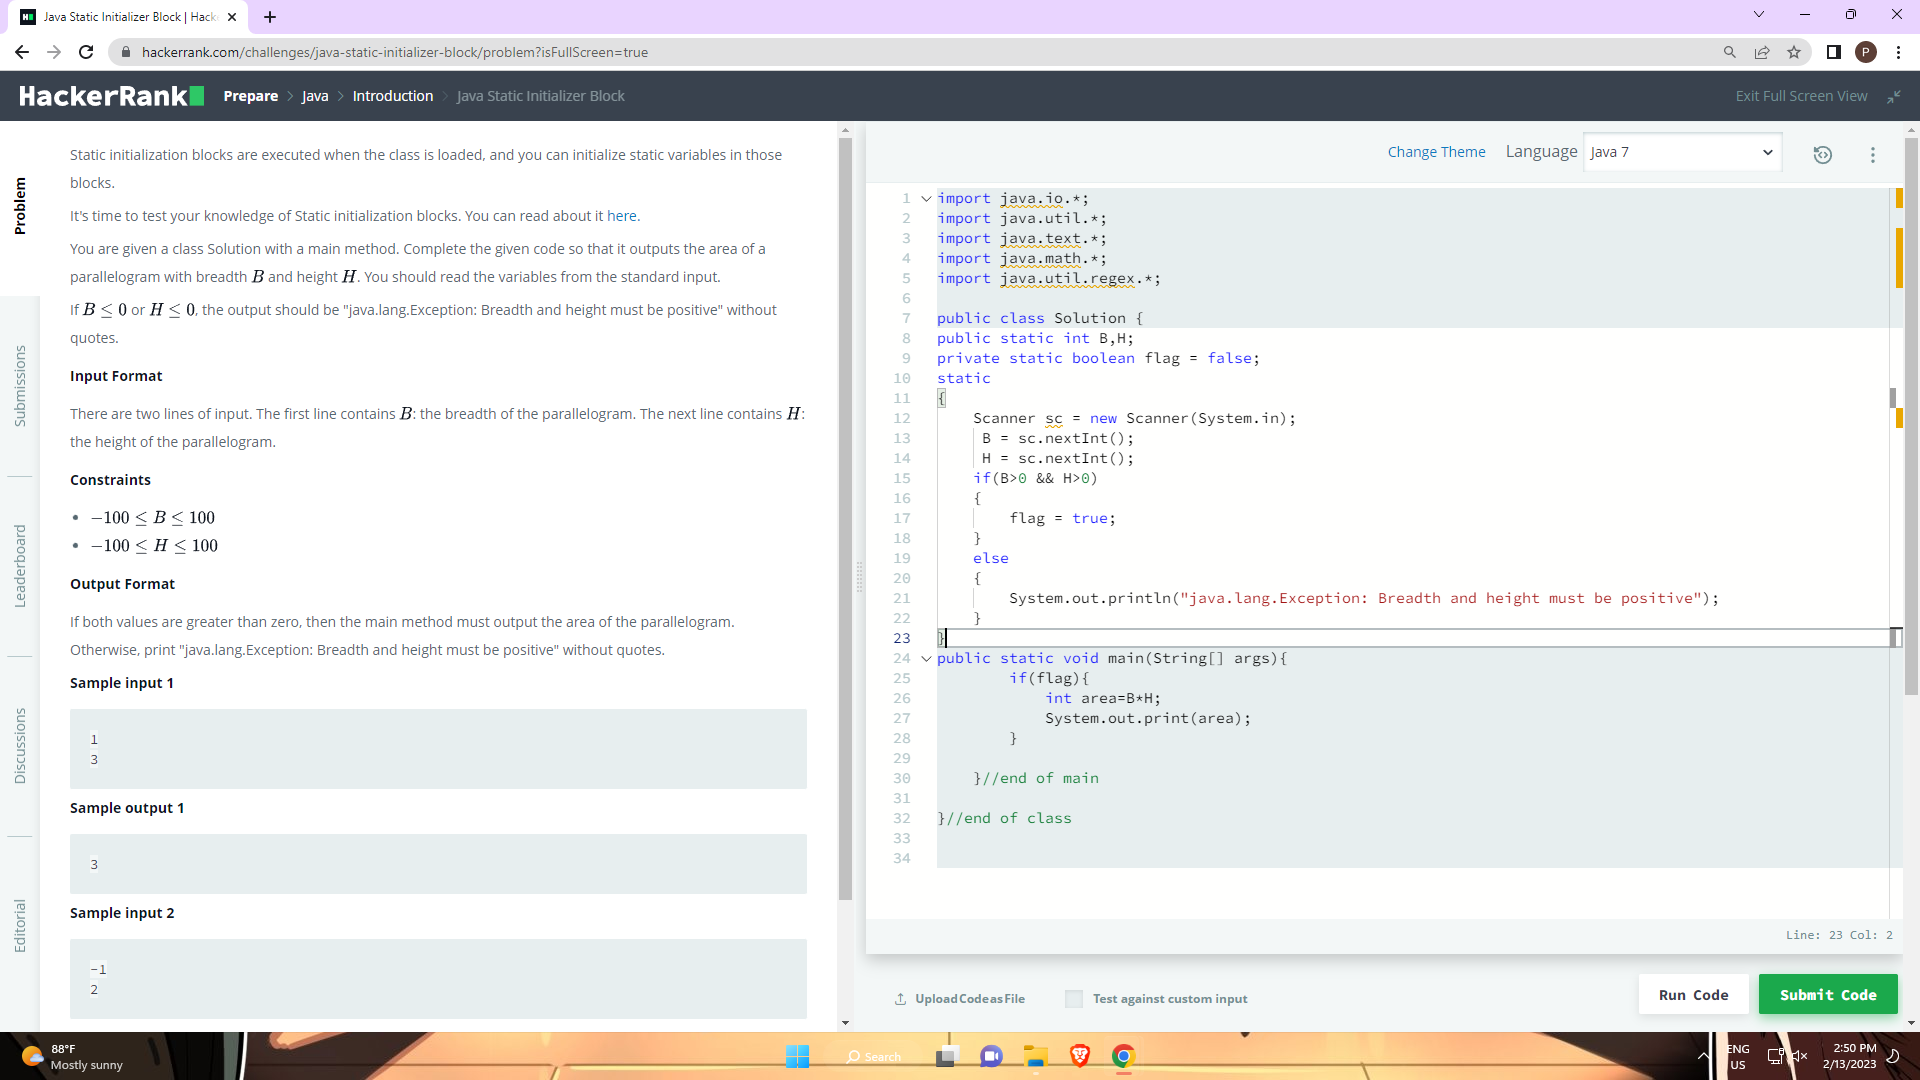 Java Static Initializer Block | Hack
hackerrank.com/challenges/java-static-initializer-block/problem?isFullScreen=true
P
HackerRank
Prepare > Java > Introduction > Java Static Initializer Block
Exit Full Screen View
Problem
Submissions
Leaderboard
Discussions
Editorial
Static initialization blocks are executed when the class is loaded, and you can initialize static variables in those
blocks.
It's time to test your knowledge of Static initialization blocks. You can read about it here.
You are given a class Solution with a main method. Complete the given code so that it outputs the area of a
parallelogram with breadth B and height H. You should read the variables from the standard input.
If B ≤ 0 or H ≤ 0, the output should be "java.lang.Exception: Breadth and height must be positive" without
quotes.
Input Format
There are two lines of input. The first line contains B: the breadth of the parallelogram. The next line contains H:
the height of the parallelogram.
Constraints
• −100 ≤ B ≤ 100
• −100 ≤ H ≤ 100
Output Format
If both values are greater than zero, then the main method must output the area of the parallelogram.
Otherwise, print "java.lang.Exception: Breadth and height must be positive" without quotes.
Sample input 1
1
3
Sample output 1
3
Sample input 2
-1
2
Change Theme Language Java 7
1 import java.io.*;
2 import java.util.*;
3 import java.text.*;
4 import java.math.*;
5 import java.util.regex.*;
6
7 public class Solution {
8 public static int B,H;
9 private static boolean flag = false;
10 static
11 {
12     Scanner sc = new Scanner(System.in);
13      B = sc.nextInt();
14      H = sc.nextInt();
15     if(B>0 && H>0)
16     {
17         flag = true;
18     }
19     else
20     {
21         System.out.println("java.lang.Exception: Breadth and height must be positive");
22     }
23 }
24 public static void main(String[] args){
25         if(flag){
26             int area=B*H;
27             System.out.print(area);
28         }
29
30     }//end of main
31
32 }//end of class
33
34
Line: 23 Col: 2
Upload Code as File
Test against custom input
Run Code
Submit Code
88°F
Mostly sunny
Search
ENG
US
2:50 PM
2/13/2023